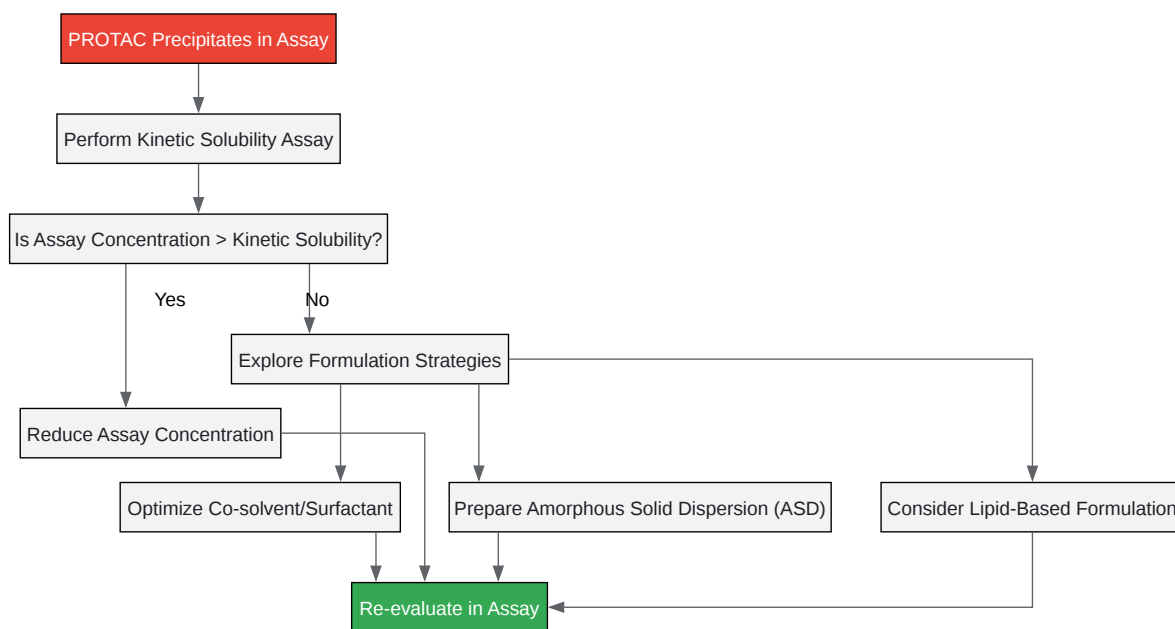 PROTAC Precipitates in Assay
Perform Kinetic Solubility Assay
Is Assay Concentration > Kinetic Solubility?
Yes
No
Explore Formulation Strategies
Reduce Assay Concentration
Optimize Co-solvent/Surfactant
Prepare Amorphous Solid Dispersion (ASD)
Consider Lipid-Based Formulation
Re-evaluate in Assay